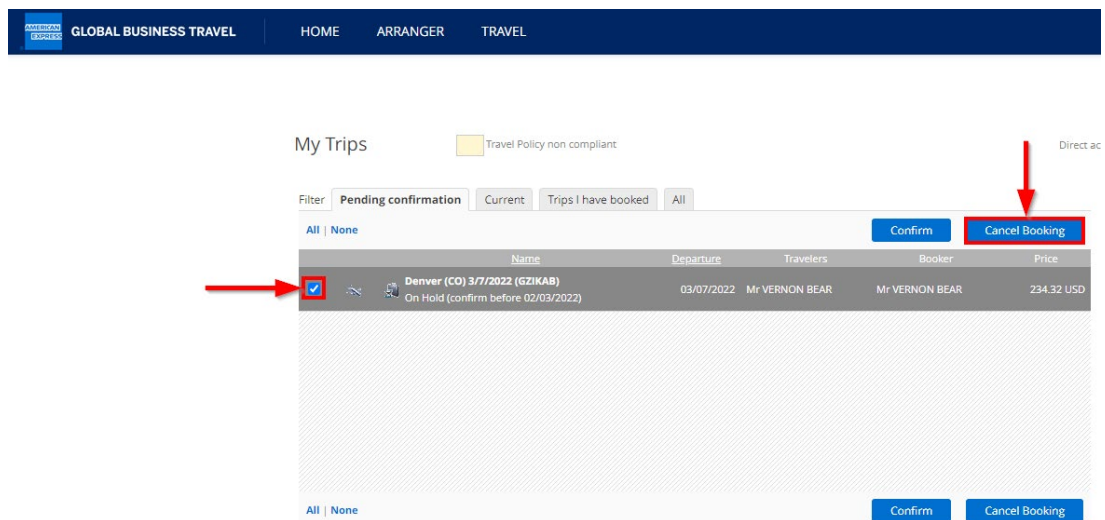 AMERICAN EXPRESS GLOBAL BUSINESS TRAVEL HOME ARRANGER TRAVEL
My Trips Travel Policy non compliant Direct ac
Filter Pending confirmation Current Trips I have booked All
All | None Confirm Cancel Booking
Name Departure Travelers Booker Price
Denver (CO) 3/7/2022 (GZIKAB)
On Hold (confirm before 02/03/2022) 03/07/2022 Mr VERNON BEAR Mr VERNON BEAR 234.32 USD
All | None Confirm Cancel Booking